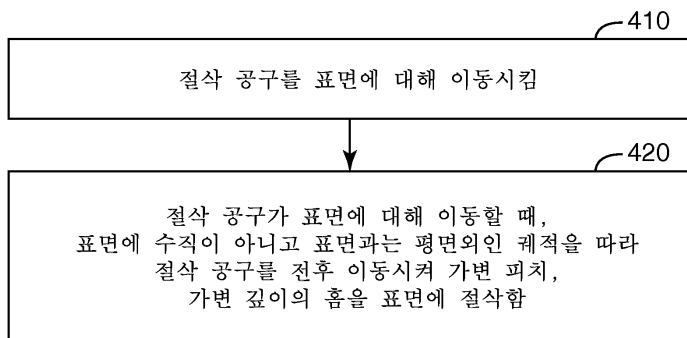 410
절삭 공구를 표면에 대해 이동시킴
420
절삭 공구가 표면에 대해 이동할 때,
표면에 수직이 아니고 표면과는 평면외인 궤적을 따라
절삭 공구를 전후 이동시켜 가변 피치,
가변 깊이의 홈을 표면에 절삭함